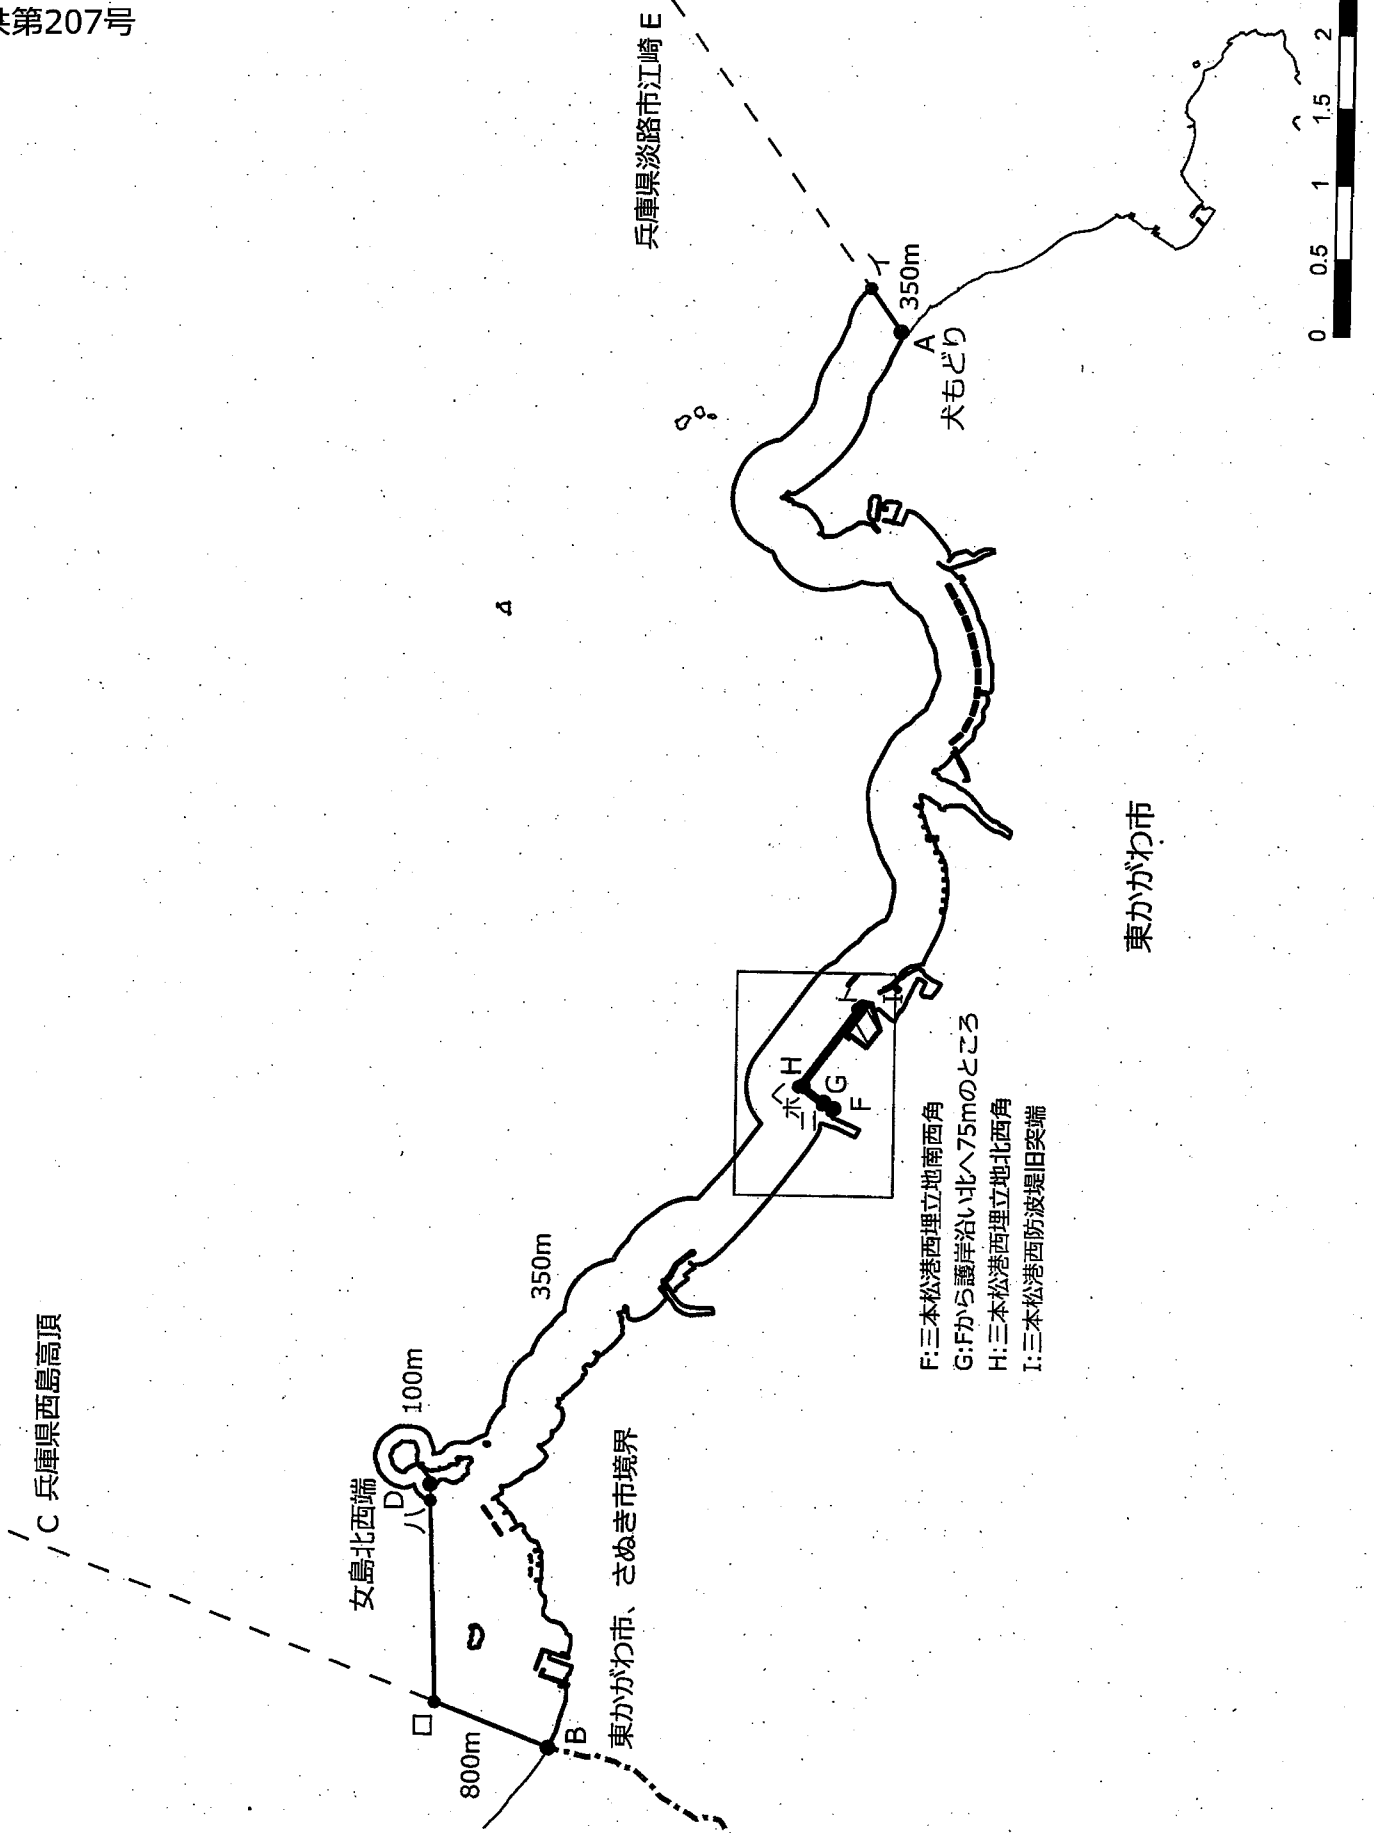 共第207号
C 兵庫県西島高頂
兵庫県淡路市江崎 E
女島北西端
D
ハ
100m
350m
ロ
800m
B
東かがわ市、さぬき市境界
イ
350m
A
犬もどり
H
ヘ
ホ
ニ
G
F
ト
I
F:三本松港西埋立地南西角
G:Fから護岸沿い北へ75mのところ
H:三本松港西埋立地北西角
I:三本松港西防波堤旧突端
東かがわ市
0 0.5 1 1.5 2